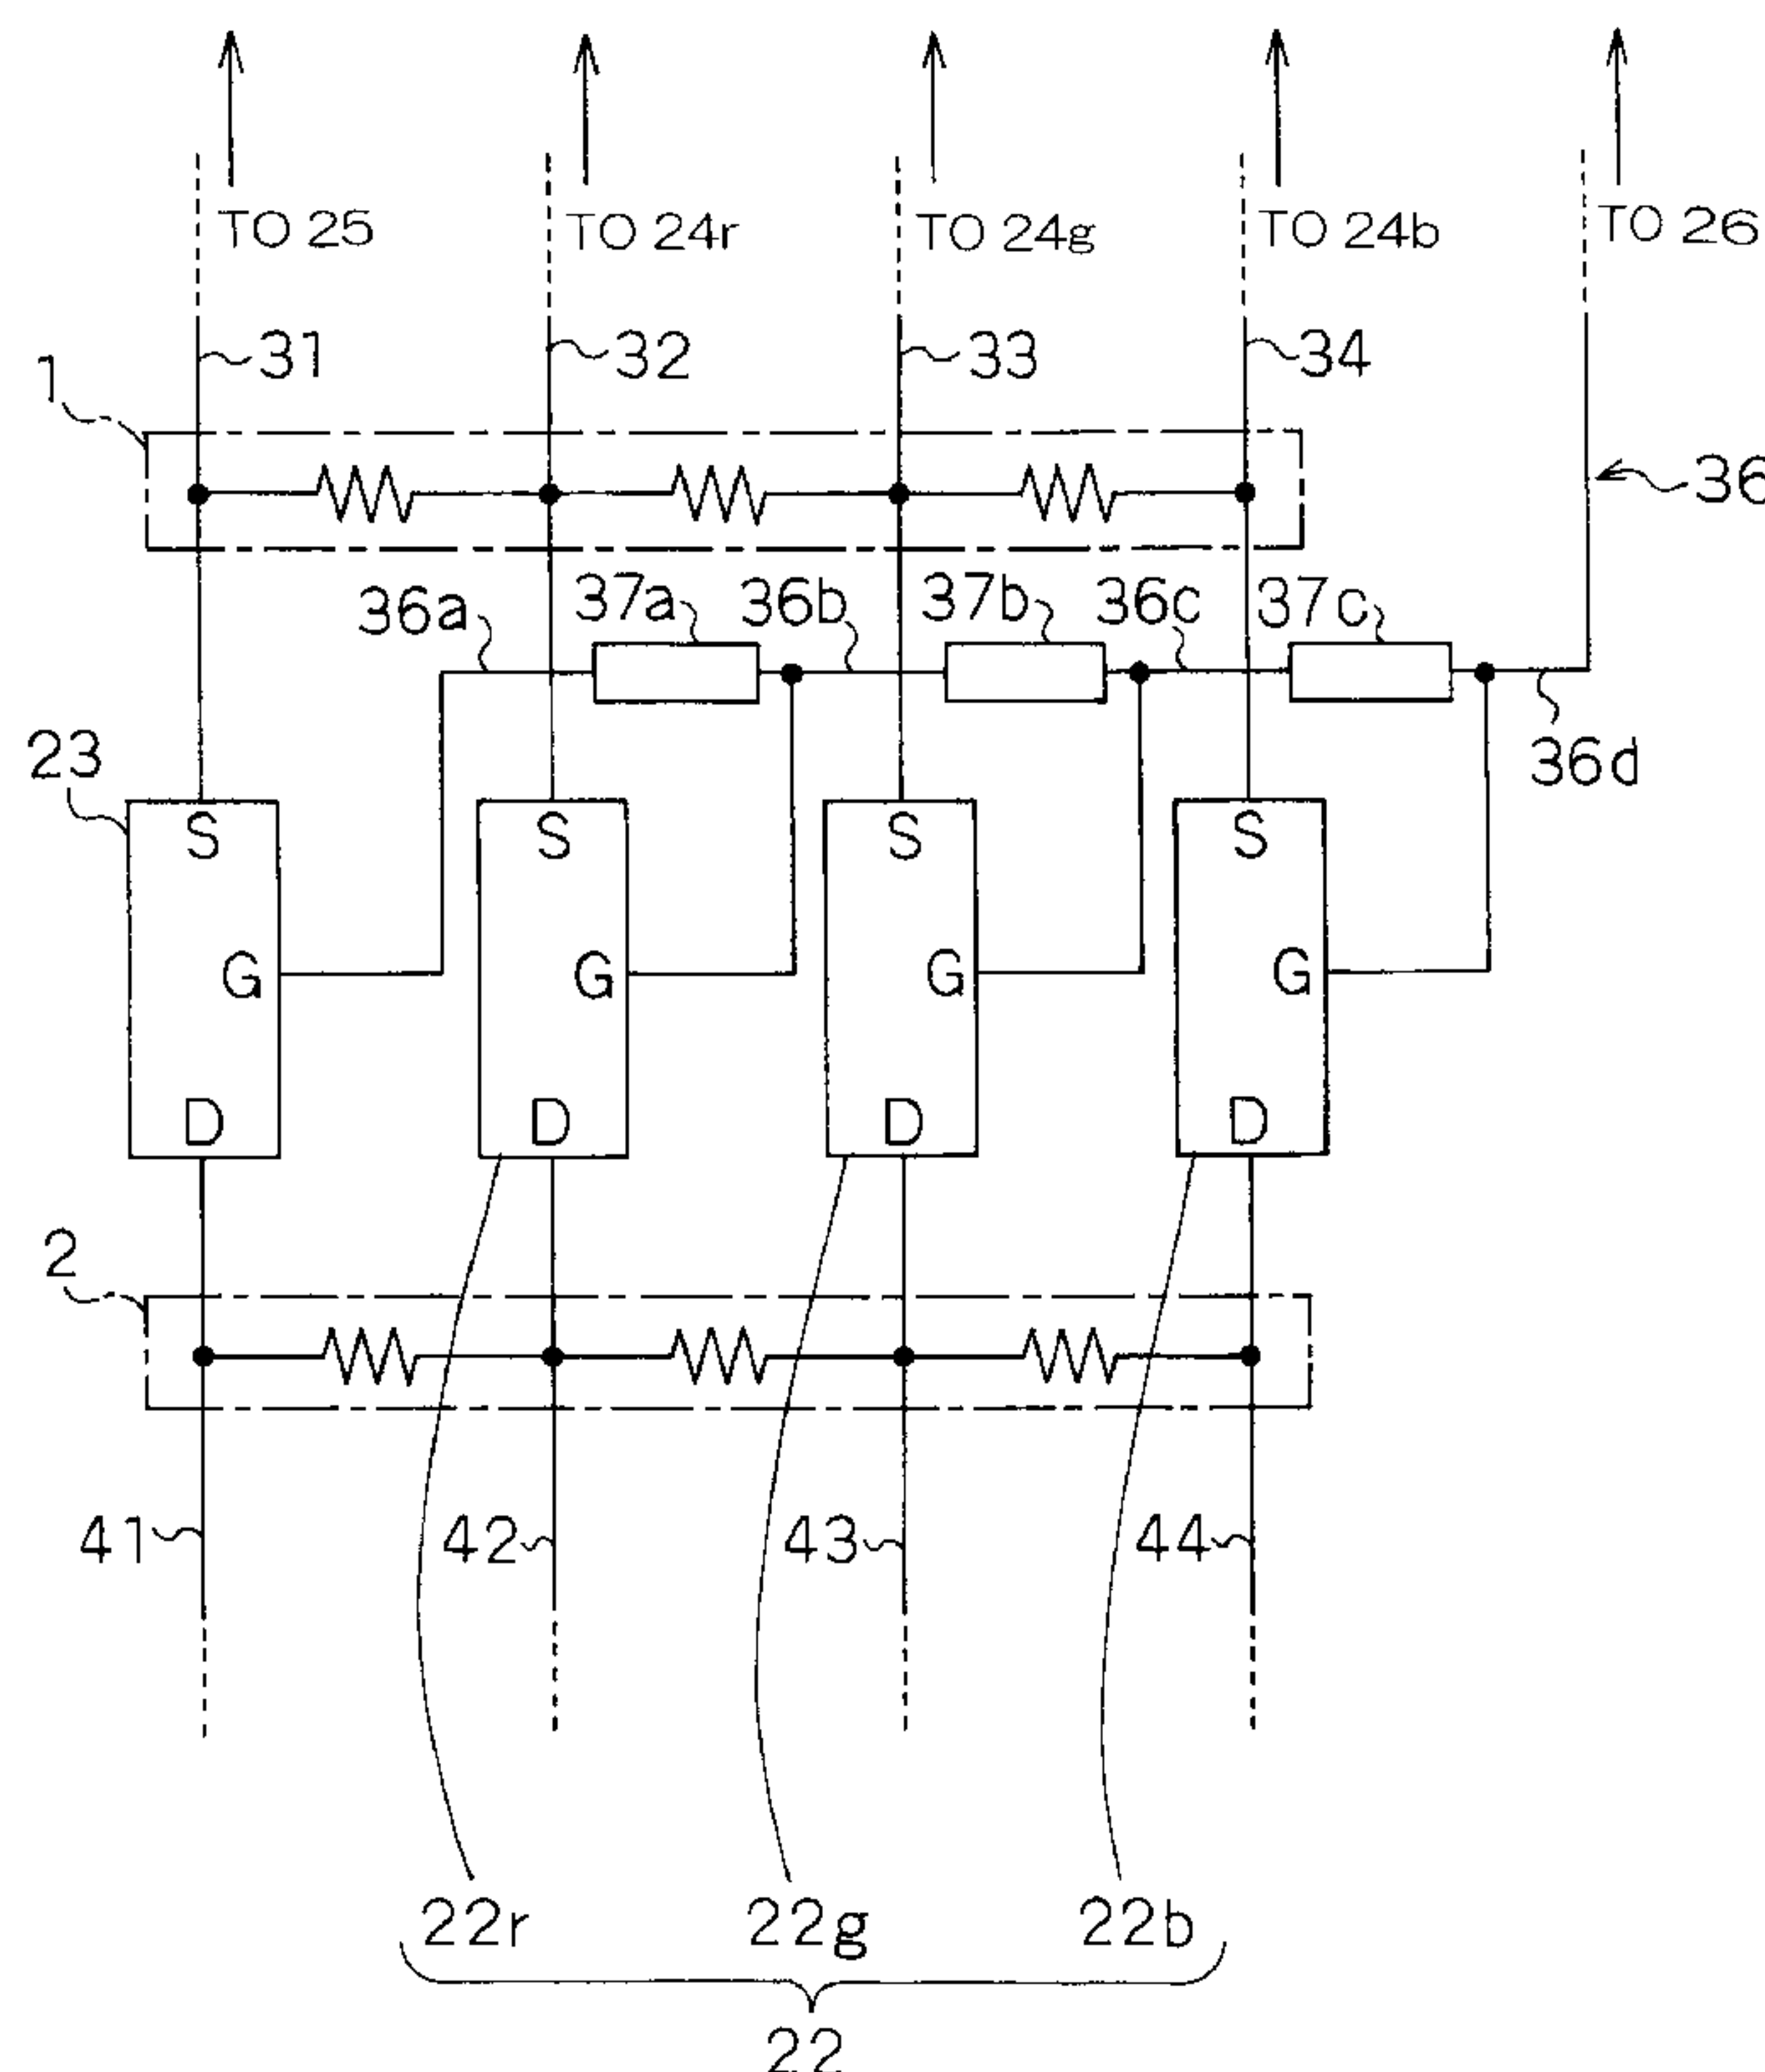 TO 25 TO 24r TO 24g TO 24b TO 26
31 32 33 34
1
36
36a 37a 36b 37b 36c 37c
36d
23
S S S S
G G G G
D D D D
2
41 42 43 44
22r 22g 22b
22